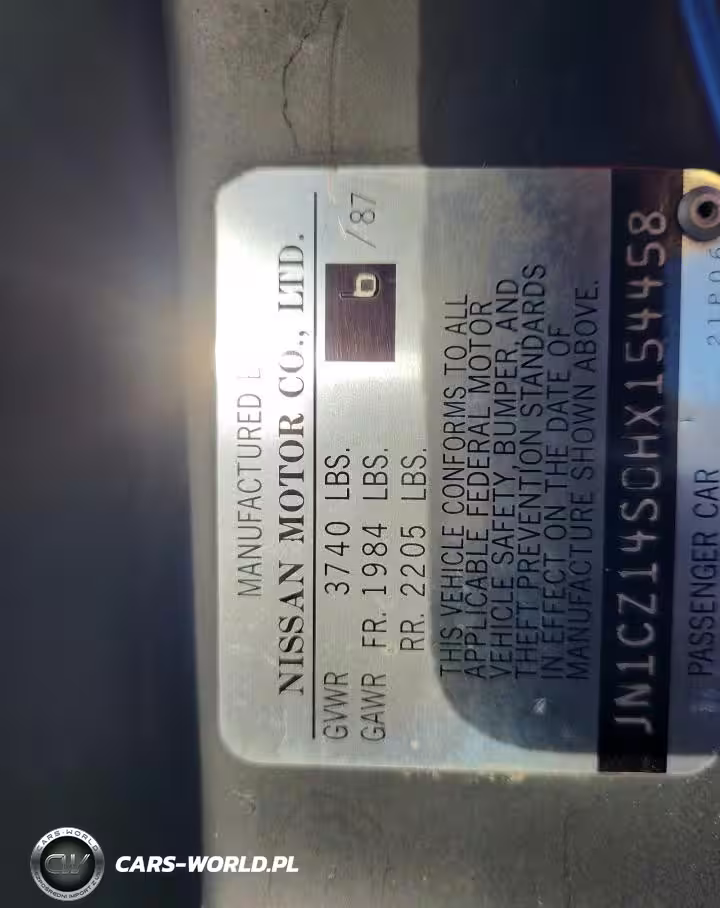 MANUFACTURED
NISSAN MOTOR CO., LTD.
6 /87
GVWR 3740 LBS.
GAWR FR. 1984 LBS.
RR. 2205 LBS.
THIS VEHICLE CONFORMS TO ALL
APPLICABLE FEDERAL MOTOR
VEHICLE SAFETY, BUMPER, AND
THEFT PREVENTION STANDARDS
IN EFFECT ON THE DATE OF
MANUFACTURE SHOWN ABOVE.
JN1CZ14S0HX154458
PASSENGER CAR
CARS-WORLD
CARS-WORLD.PL